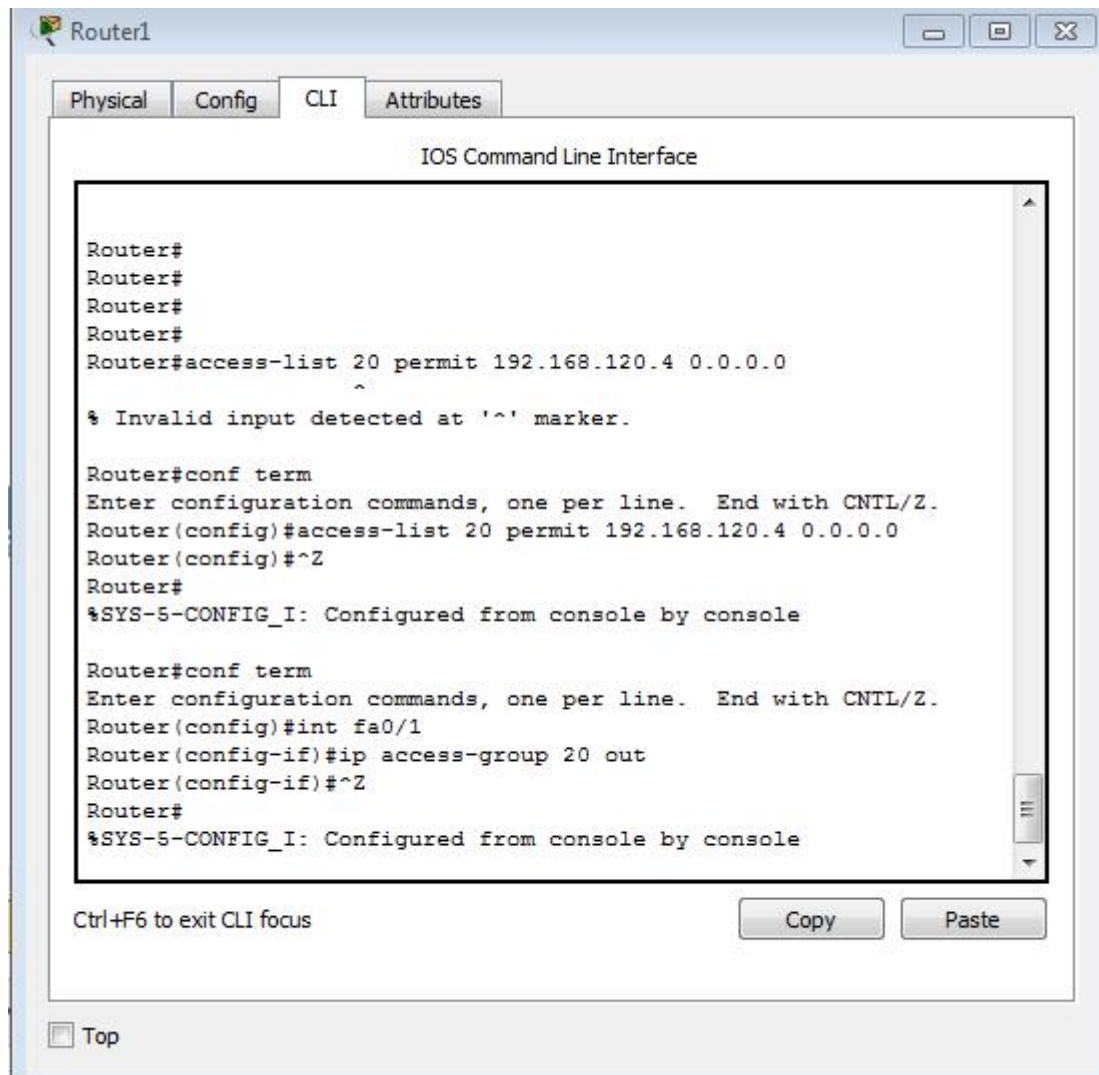 Router1
Physical Config CLI Attributes
IOS Command Line Interface
Router#
Router#
Router#
Router#
Router#access-list 20 permit 192.168.120.4 0.0.0.0
^
% Invalid input detected at '^' marker.
Router#conf term
Enter configuration commands, one per line. End with CNTL/Z.
Router(config)#access-list 20 permit 192.168.120.4 0.0.0.0
Router(config)#^Z
Router#
%SYS-5-CONFIG_I: Configured from console by console
Router#conf term
Enter configuration commands, one per line. End with CNTL/Z.
Router(config)#int fa0/1
Router(config-if)#ip access-group 20 out
Router(config-if)#^Z
Router#
%SYS-5-CONFIG_I: Configured from console by console
Ctrl+F6 to exit CLI focus Copy Paste
Top